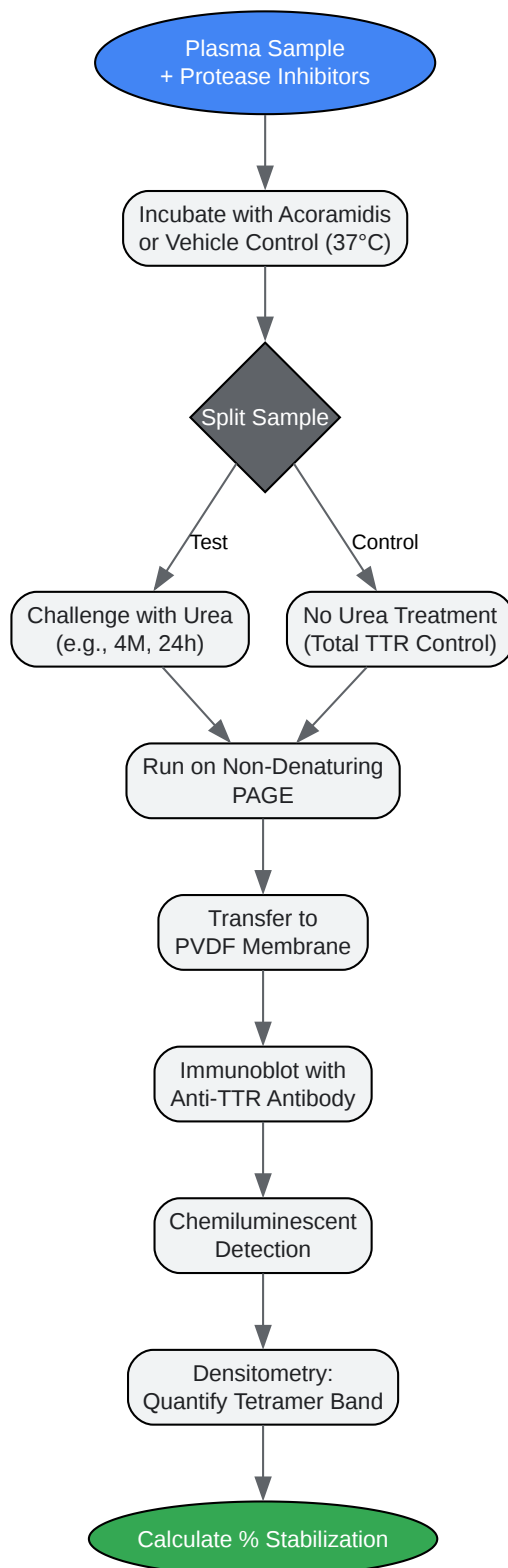 Plasma Sample
+ Protease Inhibitors
Incubate with Acoramidis
or Vehicle Control (37°C)
Split Sample
Test
Control
Challenge with Urea
(e.g., 4M, 24h)
No Urea Treatment
(Total TTR Control)
Run on Non-Denaturing
PAGE
Transfer to
PVDF Membrane
Immunoblot with
Anti-TTR Antibody
Chemiluminescent
Detection
Densitometry:
Quantify Tetramer Band
Calculate % Stabilization